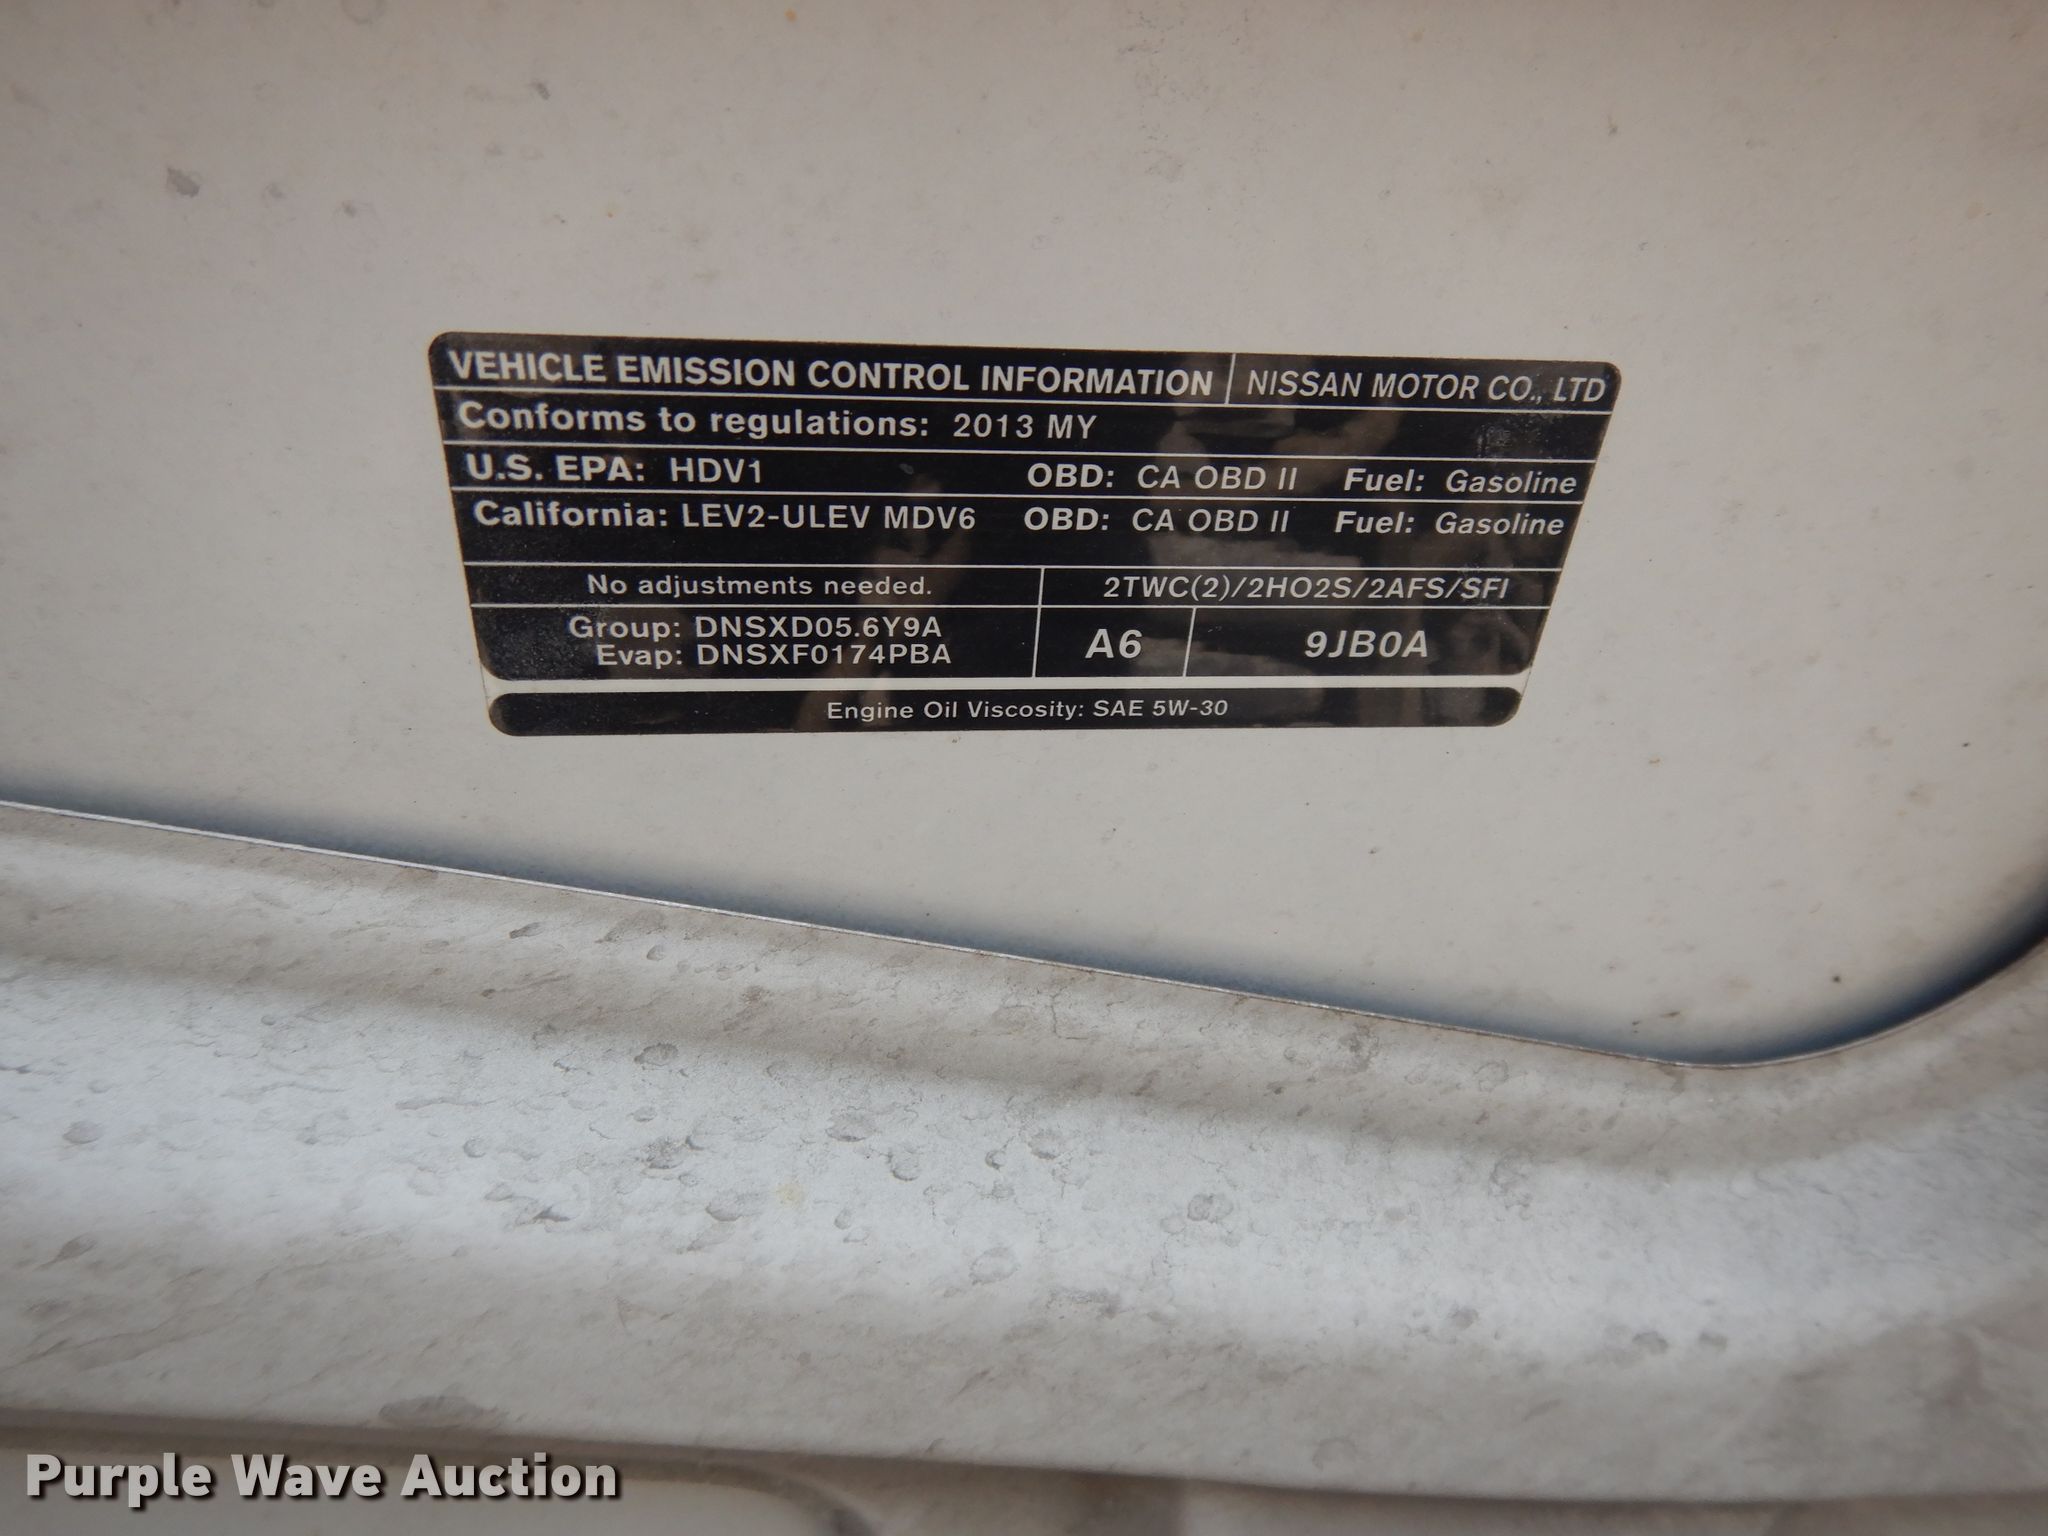 VEHICLE EMISSION CONTROL INFORMATION NISSAN MOTOR CO., LTD
Conforms to regulations: 2013 MY
U.S. EPA: HDV1 OBD: CA OBD II Fuel: Gasoline
California: LEV2-ULEV MDV6 OBD: CA OBD II Fuel: Gasoline
No adjustments needed. 2TWC(2)/2HO2S/2AFS/SFI
Group: DNSXD05.6Y9A
Evap: DNSXF0174PBA
A6 9JB0A
Engine Oil Viscosity: SAE 5W-30
Purple Wave Auction